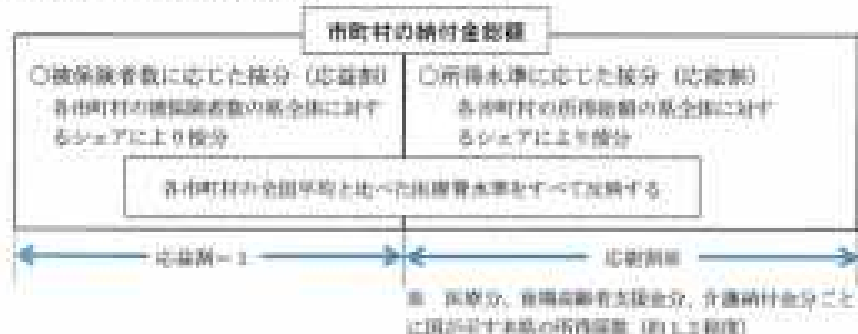 市町村の納付金総額
○被保険者数に応じた按分（応益割）
各市町村の被保険者数の県全体に対するシェアにより按分
○所得水準に応じた按分（応能割）
各市町村の所得総額の県全体に対するシェアにより按分
各市町村の全国平均と比べた医療費水準をすべて反映する
応益割＝1
※ 医療分、後期高齢者支援金分、介護納付金分ごと
に国が示す本県の所得係数